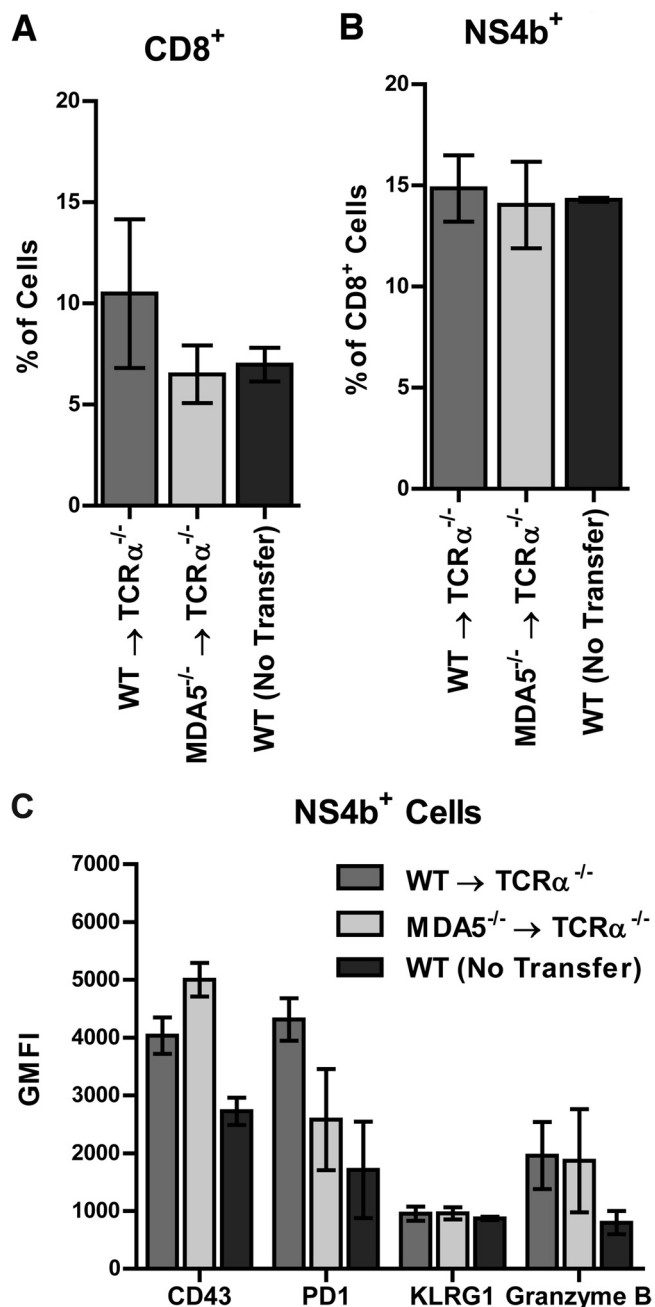 A
CD8⁺
20
15
10
5
0
% of Cells
WT → TCRα⁻/⁻
MDA5⁻/⁻ → TCRα⁻/⁻
WT (No Transfer)
B
NS4b⁺
20
15
10
5
0
% of CD8⁺ Cells
WT → TCRα⁻/⁻
MDA5⁻/⁻ → TCRα⁻/⁻
WT (No Transfer)
C
NS4b⁺ Cells
7000
6000
5000
4000
3000
2000
1000
0
GMFI
WT → TCRα⁻/⁻
MDA5⁻/⁻ → TCRα⁻/⁻
WT (No Transfer)
CD43 PD1 KLRG1 Granzyme B